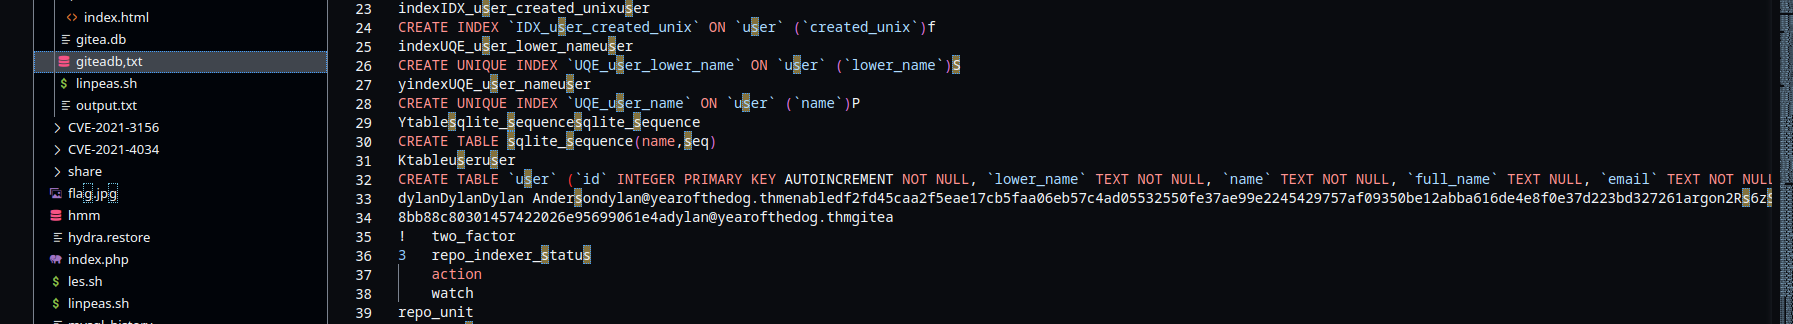 index.html
gitea.db
giteadb,txt
linpeas.sh
output.txt
CVE-2021-3156
CVE-2021-4034
share
flag.jpg
hmm
hydra.restore
index.php
les.sh
linpeas.sh
23 indexIDX_user_created_unixuser
24 CREATE INDEX `IDX_user_created_unix` ON `user` (`created_unix`)f
25 indexUQE_user_lower_nameuser
26 CREATE UNIQUE INDEX `UQE_user_lower_name` ON `user` (`lower_name`)S
27 yindexUQE_user_nameuser
28 CREATE UNIQUE INDEX `UQE_user_name` ON `user` (`name`)P
29 Ytablesqlite_sequencesqlite_sequence
30 CREATE TABLE sqlite_sequence(name,seq)
31 Ktableuseruser
32 CREATE TABLE `user` (`id` INTEGER PRIMARY KEY AUTOINCREMENT NOT NULL, `lower_name` TEXT NOT NULL, `name` TEXT NOT NULL, `full_name` TEXT NULL, `email` TEXT NOT NULL
33 dylanDylanDylan Andersondylan@yearofthedog.thmenabledf2fd45caa2f5eae17cb5faa06eb57c4ad05532550fe37ae99e2245429757af09350be12abba616de4e8f0e37d223bd327261argon2Rs6z
34 8bb88c80301457422026e95699061e4adylan@yearofthedog.thmgitea
35 ! two_factor
36 3 repo_indexer_status
37 action
38 watch
39 repo_unit